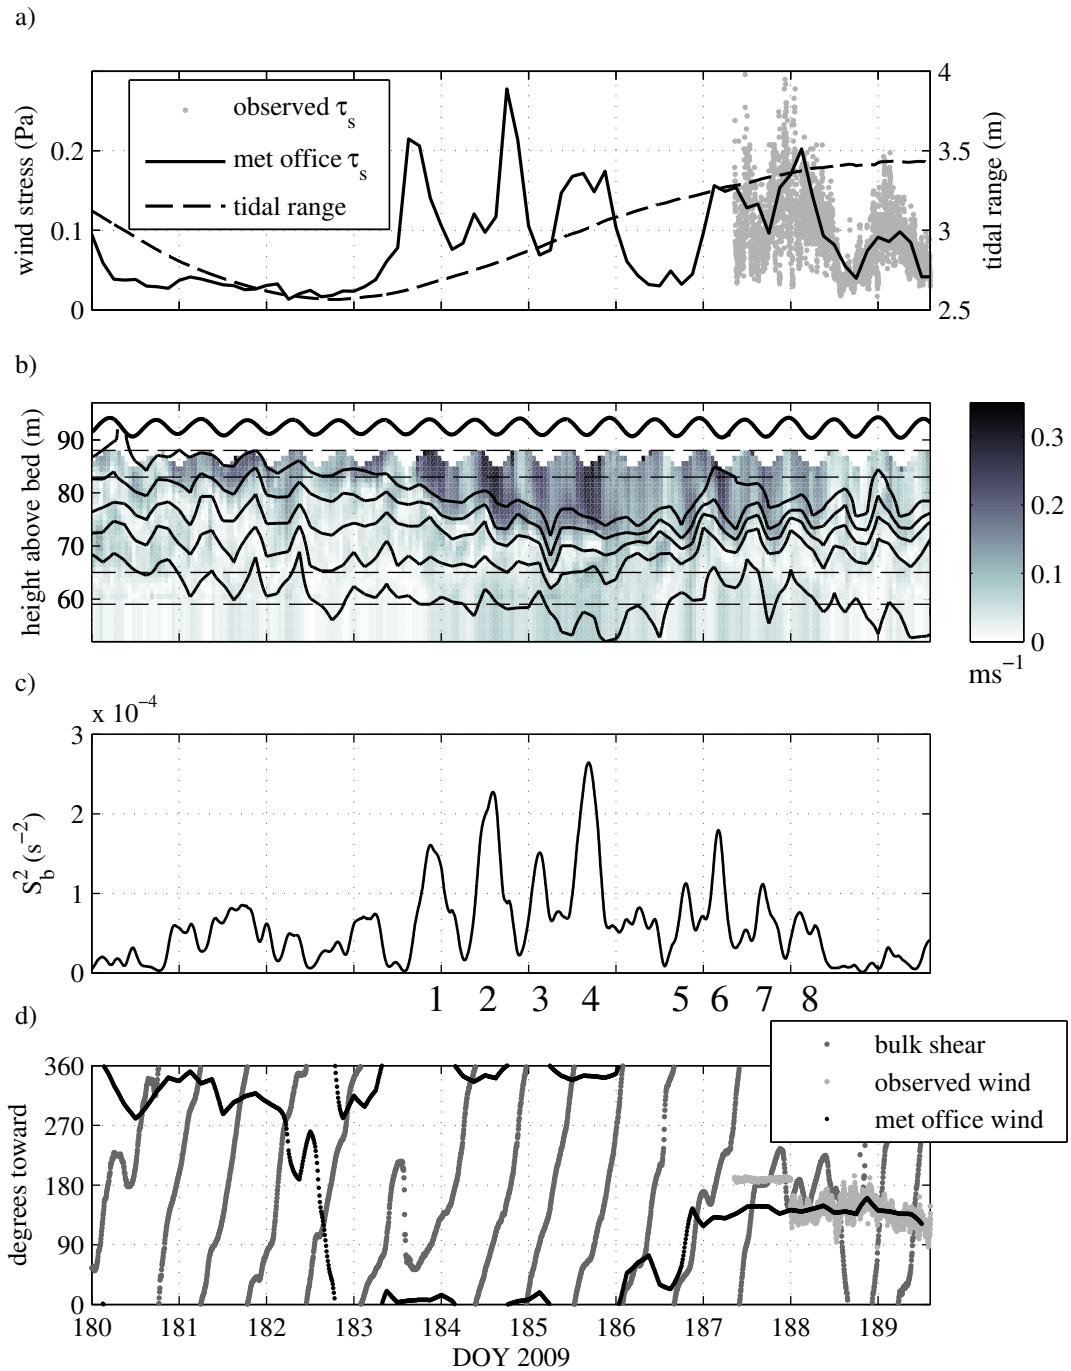 a)
wind stress (Pa)
0.2
0.1
0
observed τs
met office τs
tidal range
4
3.5
3
2.5
tidal range (m)
b)
height above bed (m)
90
80
70
60
0.3
0.2
0.1
0
ms−1
c)
x 10−4
S2b (s−2)
3
2
1
0
1 2 3 4 5 6 7 8
d)
bulk shear
observed wind
met office wind
degrees toward
360
270
180
90
0
180 181 182 183 184 185 186 187 188 189
DOY 2009